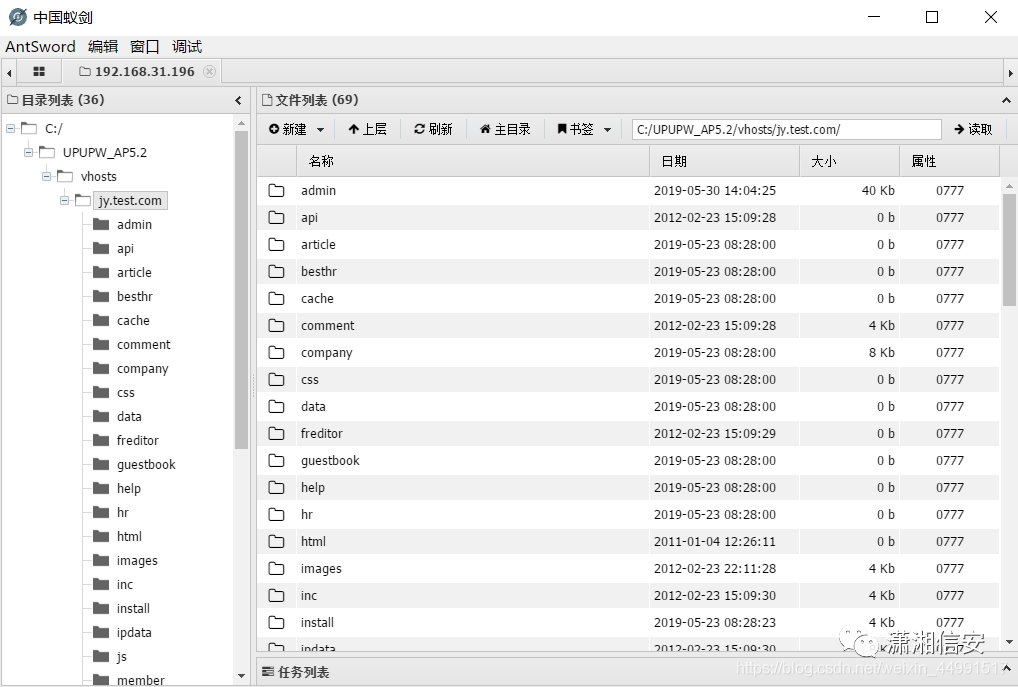 中国蚁剑
AntSword 编辑 窗口 调试
192.168.31.196
目录列表 (36)
C:/
UPUPW_AP5.2
vhosts
jy.test.com
admin
api
article
besthr
cache
comment
company
css
data
freditor
guestbook
help
hr
html
images
inc
install
ipdata
js
member
文件列表 (69)
新建 上层 刷新 主目录 书签 C:/UPUPW_AP5.2/vhosts/jy.test.com/ 读取
名称 日期 大小 属性
admin 2019-05-30 14:04:25 40 Kb 0777
api 2012-02-23 15:09:28 0 b 0777
article 2019-05-23 08:28:00 0 b 0777
besthr 2019-05-23 08:28:00 0 b 0777
cache 2019-05-23 08:28:00 0 b 0777
comment 2012-02-23 15:09:28 4 Kb 0777
company 2019-05-23 08:28:00 8 Kb 0777
css 2019-05-23 08:28:00 0 b 0777
data 2019-05-23 08:28:00 0 b 0777
freditor 2012-02-23 15:09:29 0 b 0777
guestbook 2019-05-23 08:28:00 0 b 0777
help 2019-05-23 08:28:00 0 b 0777
hr 2019-05-23 08:28:00 0 b 0777
html 2011-01-04 12:26:11 0 b 0777
images 2012-02-23 22:11:28 4 Kb 0777
inc 2012-02-23 15:09:30 4 Kb 0777
install 2019-05-23 08:28:23 4 Kb 0777
ipdata 2012-02-23 15:09:30 0777
潇湘信安
任务列表